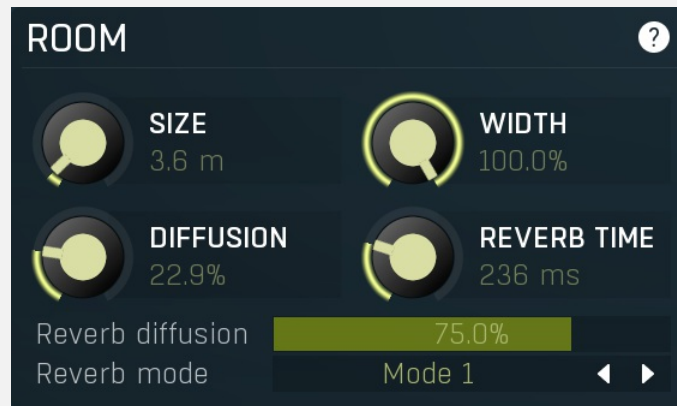 ROOM ?
SIZE
3.6 m
WIDTH
100.0%
DIFFUSION
22.9%
REVERB TIME
236 ms
Reverb diffusion 75.0%
Reverb mode Mode 1